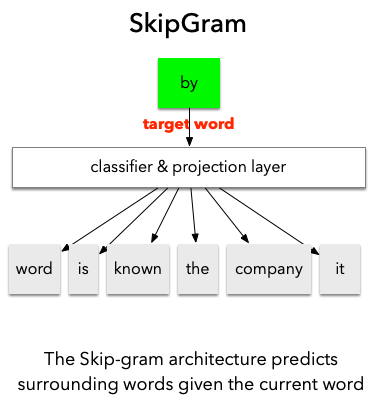 SkipGram
by
target word
classifier & projection layer
word is known the company it
The Skip-gram architecture predicts
surrounding words given the current word